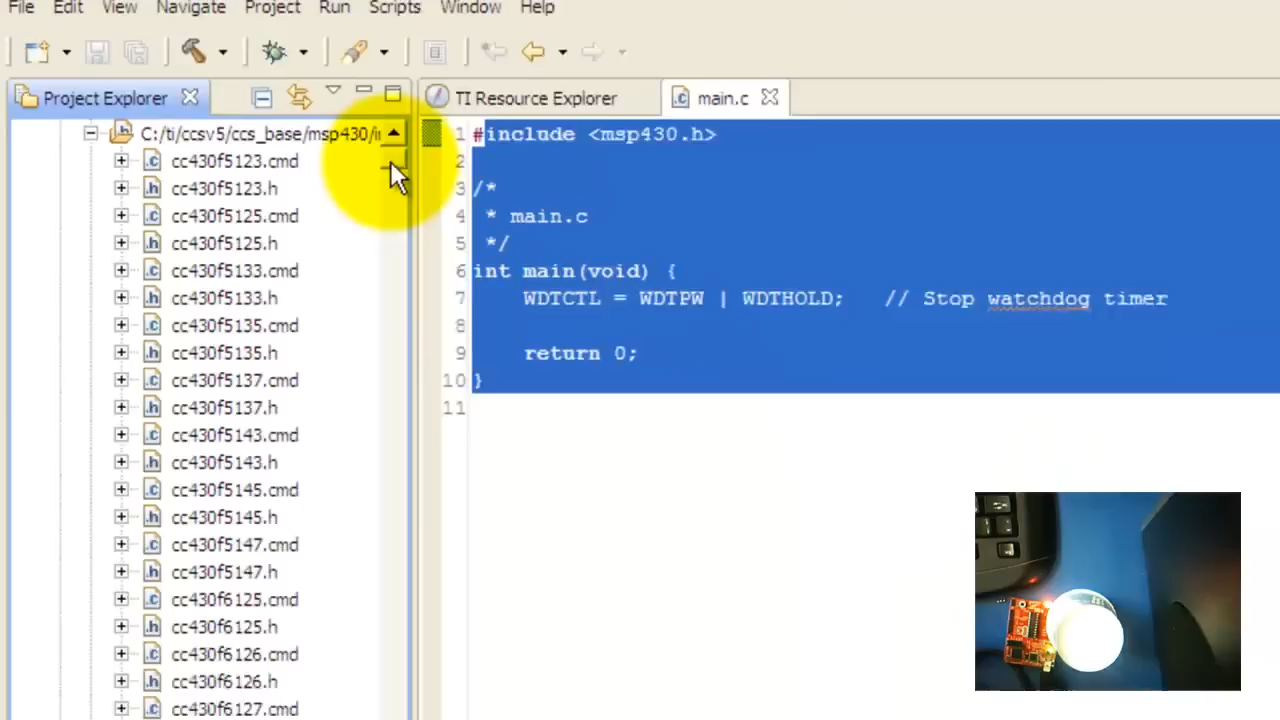 File Edit View Navigate Project Run Scripts Window Help
Project Explorer
TI Resource Explorer
main.c
C:/ti/ccsv5/ccs_base/msp430/i
cc430f5123.cmd
cc430f5123.h
cc430f5125.cmd
cc430f5125.h
cc430f5133.cmd
cc430f5133.h
cc430f5135.cmd
cc430f5135.h
cc430f5137.cmd
cc430f5137.h
cc430f5143.cmd
cc430f5143.h
cc430f5145.cmd
cc430f5145.h
cc430f5147.cmd
cc430f5147.h
cc430f6125.cmd
cc430f6125.h
cc430f6126.cmd
cc430f6126.h
cc430f6127.cmd
1 #include <msp430.h>
2
3 /*
4 * main.c
5 */
6 int main(void) {
7 WDTCTL = WDTPW | WDTHOLD; // Stop watchdog timer
8
9 return 0;
10 }
11